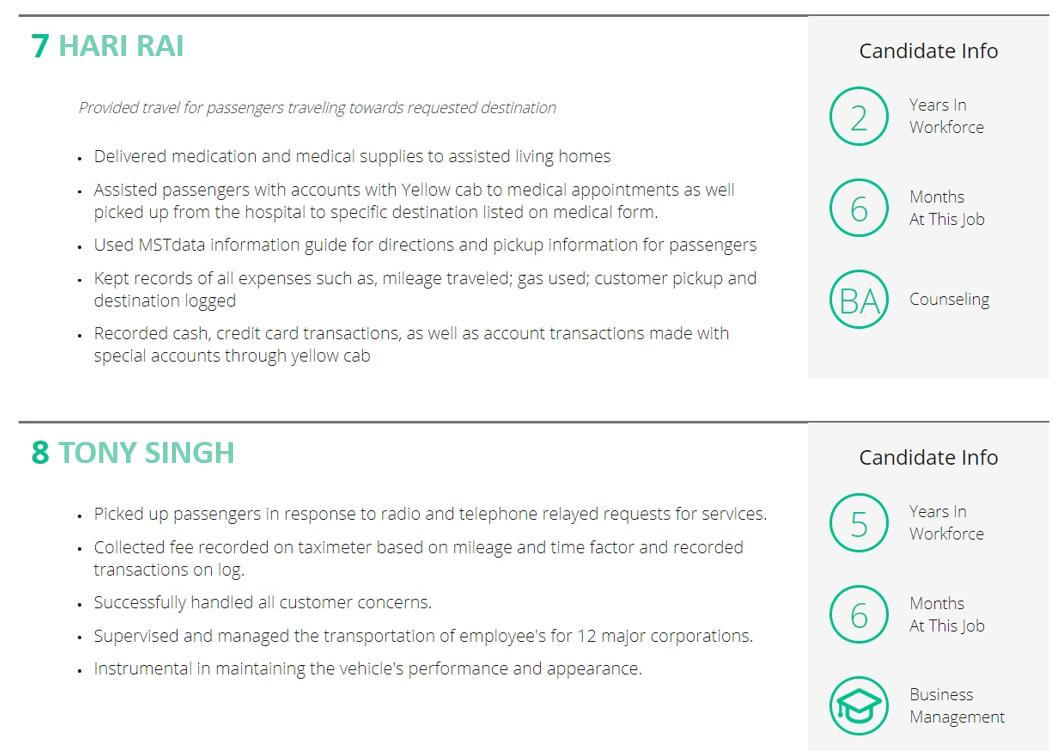 7 HARI RAI
Provided travel for passengers traveling towards requested destination
• Delivered medication and medical supplies to assisted living homes
• Assisted passengers with accounts with Yellow cab to medical appointments as well
picked up from the hospital to specific destination listed on medical form.
• Used MSTdata information guide for directions and pickup information for passengers
• Kept records of all expenses such as, mileage traveled; gas used; customer pickup and
destination logged
• Recorded cash, credit card transactions, as well as account transactions made with
special accounts through yellow cab
Candidate Info
2 Years In
Workforce
6 Months
At This Job
BA Counseling
8 TONY SINGH
• Picked up passengers in response to radio and telephone relayed requests for services.
• Collected fee recorded on taximeter based on mileage and time factor and recorded
transactions on log.
• Successfully handled all customer concerns.
• Supervised and managed the transportation of employee's for 12 major corporations.
• Instrumental in maintaining the vehicle's performance and appearance.
Candidate Info
5 Years In
Workforce
6 Months
At This Job
Business
Management